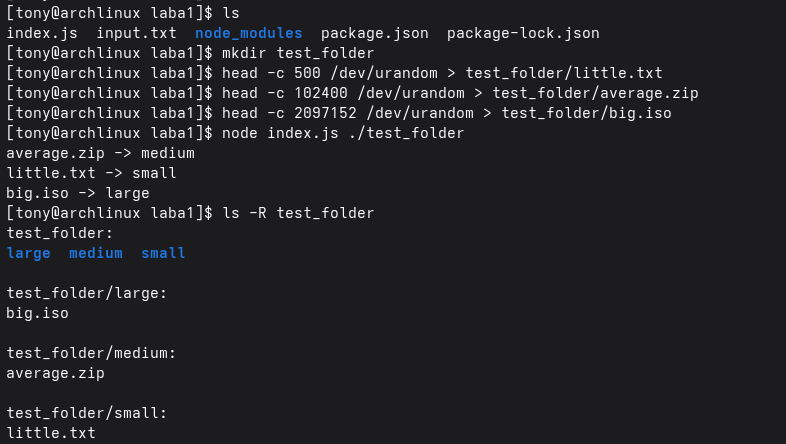 [tony@archlinux laba1]$ ls
index.js  input.txt  node_modules  package.json  package-lock.json
[tony@archlinux laba1]$ mkdir test_folder
[tony@archlinux laba1]$ head -c 500 /dev/urandom > test_folder/little.txt
[tony@archlinux laba1]$ head -c 102400 /dev/urandom > test_folder/average.zip
[tony@archlinux laba1]$ head -c 2097152 /dev/urandom > test_folder/big.iso
[tony@archlinux laba1]$ node index.js ./test_folder
average.zip -> medium
little.txt -> small
big.iso -> large
[tony@archlinux laba1]$ ls -R test_folder
test_folder:
large  medium  small

test_folder/large:
big.iso

test_folder/medium:
average.zip

test_folder/small:
little.txt